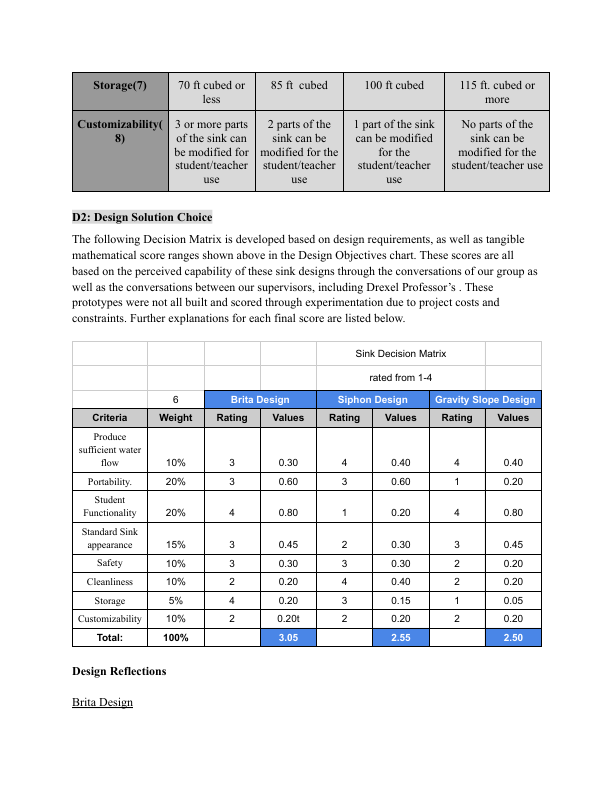 Storage(7) 70 ft cubed or less 85 ft cubed 100 ft cubed 115 ft. cubed or more
Customizability(8) 3 or more parts of the sink can be modified for student/teacher use 2 parts of the sink can be modified for the student/teacher use 1 part of the sink can be modified for the student/teacher use No parts of the sink can be modified for the student/teacher use
D2: Design Solution Choice
The following Decision Matrix is developed based on design requirements, as well as tangible
mathematical score ranges shown above in the Design Objectives chart. These scores are all
based on the perceived capability of these sink designs through the conversations of our group as
well as the conversations between our supervisors, including Drexel Professor’s . These
prototypes were not all built and scored through experimentation due to project costs and
constraints. Further explanations for each final score are listed below.
Sink Decision Matrix
rated from 1-4
6 Brita Design Siphon Design Gravity Slope Design
Criteria Weight Rating Values Rating Values Rating Values
Produce sufficient water flow 10% 3 0.30 4 0.40 4 0.40
Portability. 20% 3 0.60 3 0.60 1 0.20
Student Functionality 20% 4 0.80 1 0.20 4 0.80
Standard Sink appearance 15% 3 0.45 2 0.30 3 0.45
Safety 10% 3 0.30 3 0.30 2 0.20
Cleanliness 10% 2 0.20 4 0.40 2 0.20
Storage 5% 4 0.20 3 0.15 1 0.05
Customizability 10% 2 0.20t 2 0.20 2 0.20
Total: 100% 3.05 2.55 2.50
Design Reflections
Brita Design